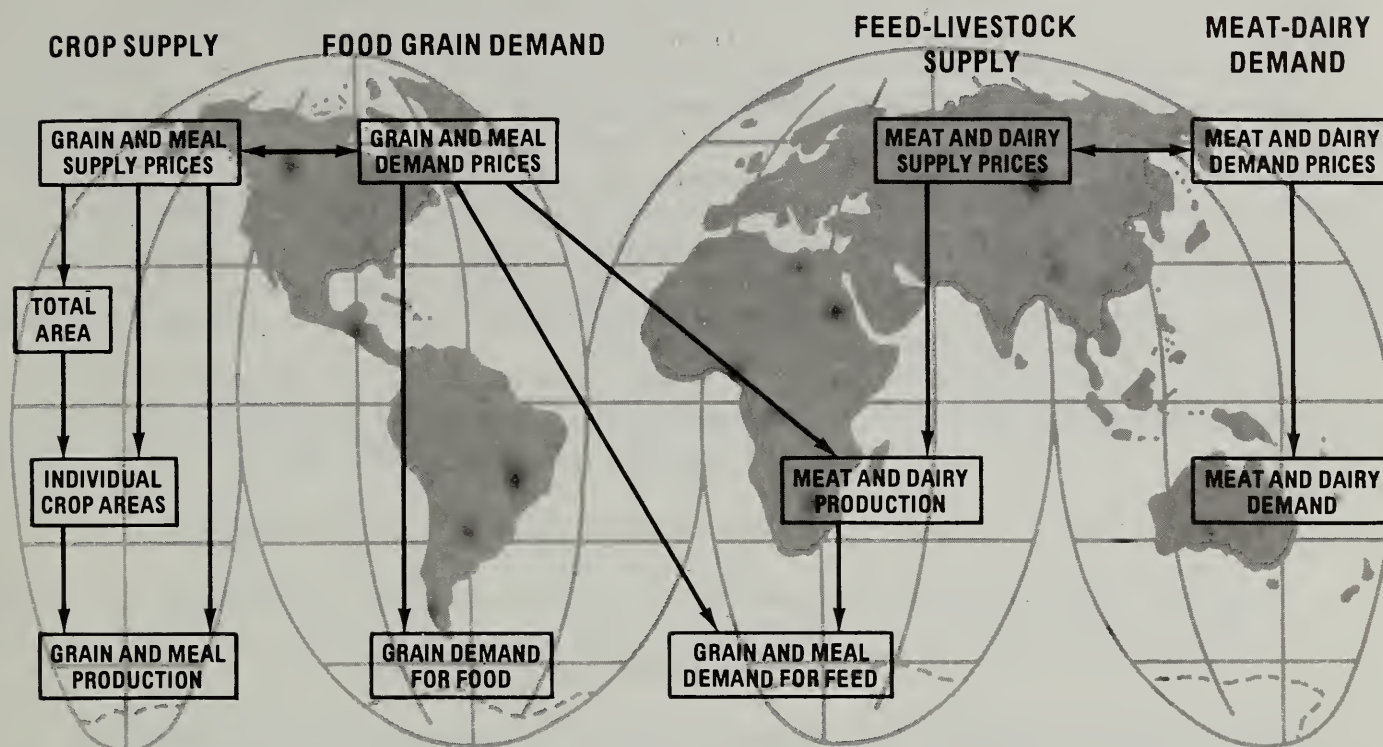 CROP SUPPLY
FOOD GRAIN DEMAND
FEED-LIVESTOCK
SUPPLY
MEAT-DAIRY
DEMAND
GRAIN AND MEAL
SUPPLY PRICES
GRAIN AND MEAL
DEMAND PRICES
MEAT AND DAIRY
SUPPLY PRICES
MEAT AND DAIRY
DEMAND PRICES
TOTAL
AREA
INDIVIDUAL
CROP AREAS
MEAT AND DAIRY
PRODUCTION
MEAT AND DAIRY
DEMAND
GRAIN AND MEAL
PRODUCTION
GRAIN DEMAND
FOR FOOD
GRAIN AND MEAL
DEMAND FOR FEED